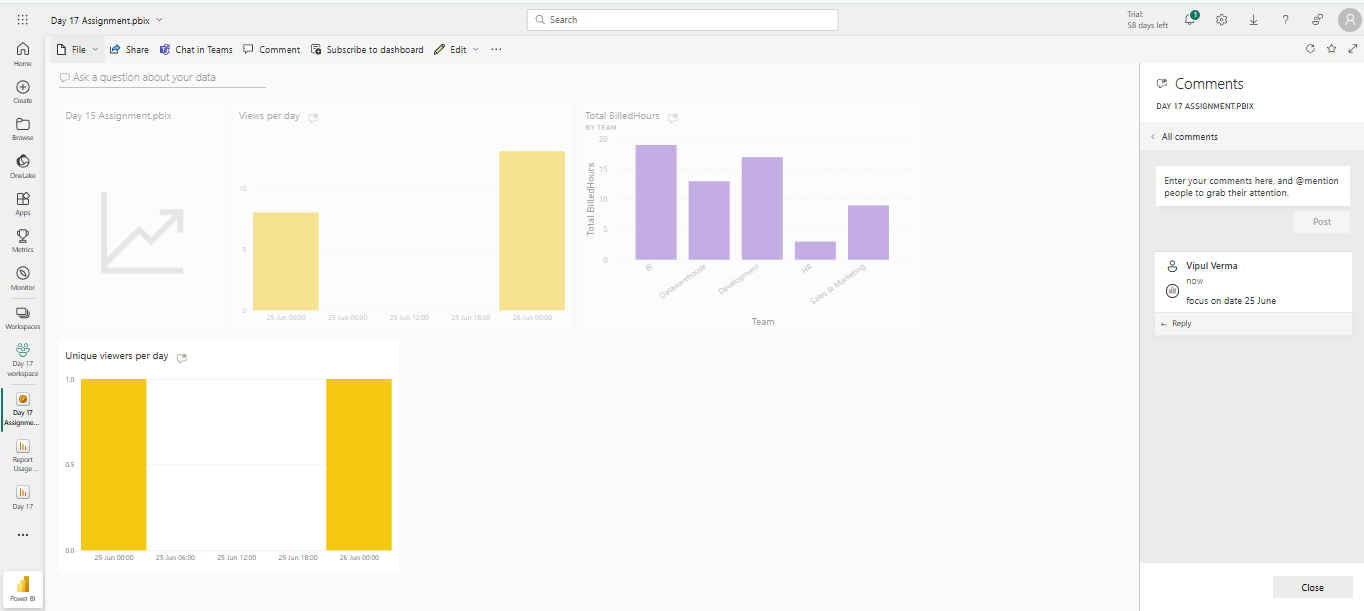 Day 17 Assignment.pbix
Search
Trial:
58 days left
1
Home
Create
Browse
OneLake
Apps
Metrics
Monitor
Workspaces
Day 17
workspace
Day 17
Assignme...
Report
Usage ...
Day 17
Power BI
File
Share
Chat in Teams
Comment
Subscribe to dashboard
Edit
Ask a question about your data
Day 15 Assignment.pbix
Views per day
10
5
0
25 Jun 00:00 25 Jun 06:00 25 Jun 12:00 25 Jun 18:00 26 Jun 00:00
Total BilledHours
BY TEAM
Total BilledHours
20
15
10
5
0
BI Datawarehouse Development HR Sales & Marketing
Team
Unique viewers per day
1.0
0.5
0.0
25 Jun 00:00 25 Jun 06:00 25 Jun 12:00 25 Jun 18:00 26 Jun 00:00
Comments
DAY 17 ASSIGNMENT.PBIX
All comments
Enter your comments here, and @mention
people to grab their attention.
Post
Vipul Verma
now
focus on date 25 June
Reply
Close